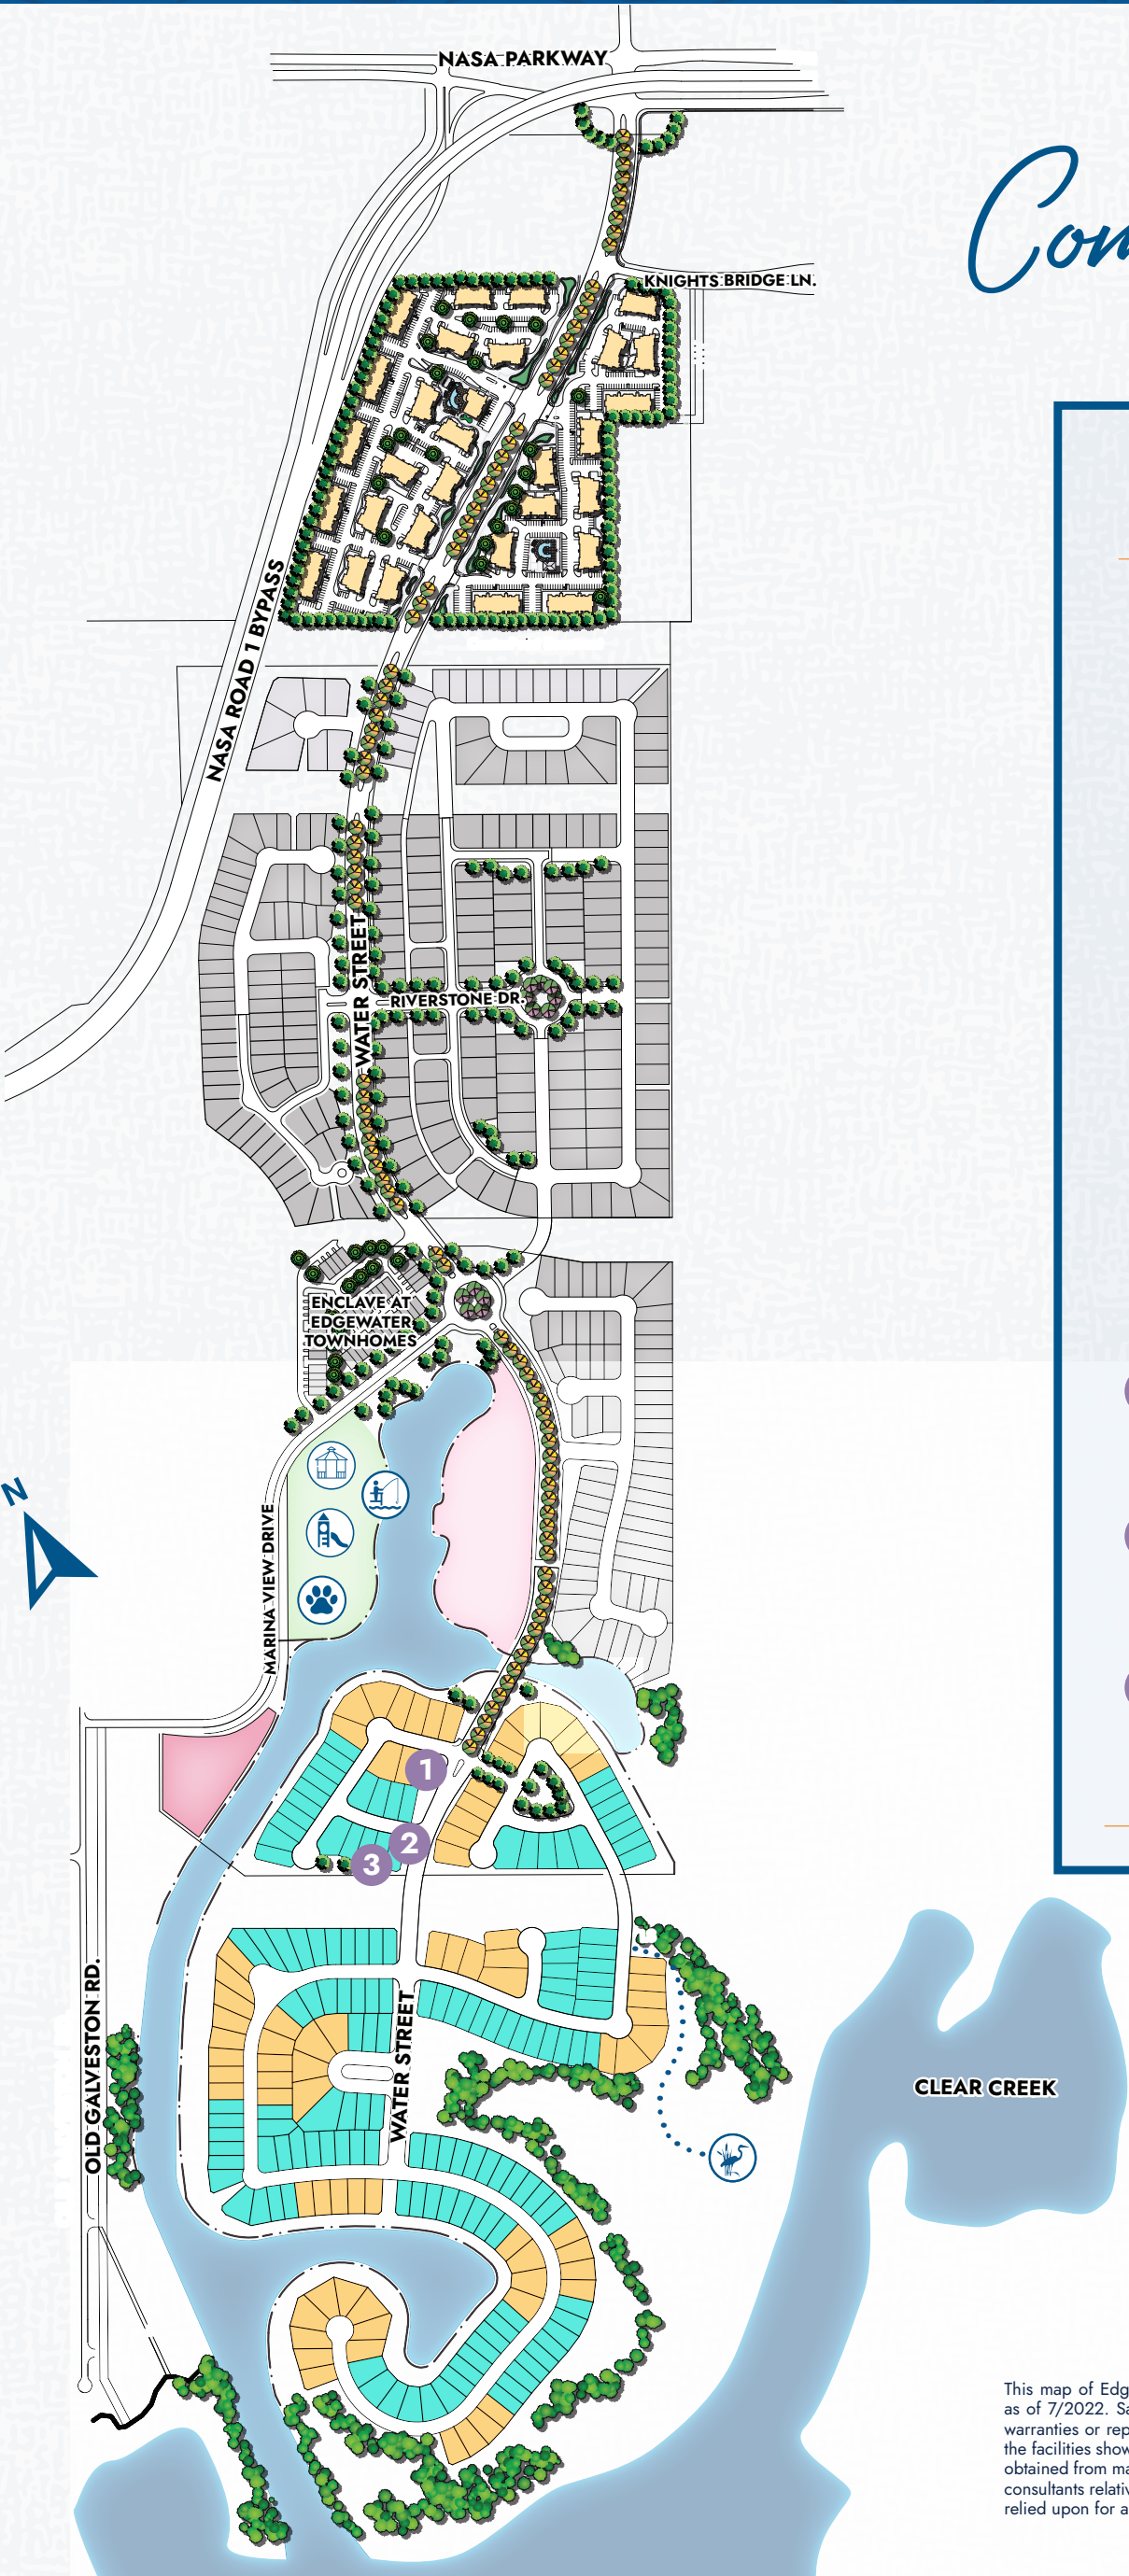 NASA PARKWAY
Com
KNIGHTS BRIDGE LN.
NASA ROAD 1 BYPASS
WATER STREET
RIVERSTONE DR.
ENCLAVE AT
EDGEWATER
TOWNHOMES
N
MARINA VIEW DRIVE
1
2
3
OLD GALVESTON RD.
WATER STREET
CLEAR CREEK
This map of Edg
as of 7/2022. Sa
warranties or rep
the facilities show
obtained from ma
consultants relativ
relied upon for a